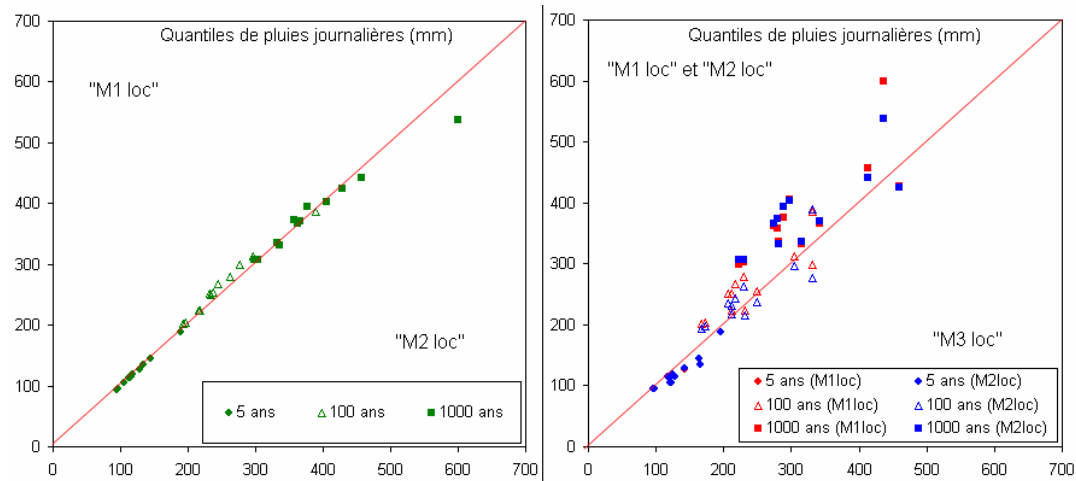 Quantiles de pluies journalières (mm)
"M1 loc"
"M2 loc"
5 ans
100 ans
1000 ans
700
600
500
400
300
200
100
0
0 100 200 300 400 500 600 700
Quantiles de pluies journalières (mm)
"M1 loc" et "M2 loc"
"M3 loc"
5 ans (M1loc) 5 ans (M2loc)
100 ans (M1loc) 100 ans (M2loc)
1000 ans (M1loc) 1000 ans (M2loc)
700
600
500
400
300
200
100
0
0 100 200 300 400 500 600 700